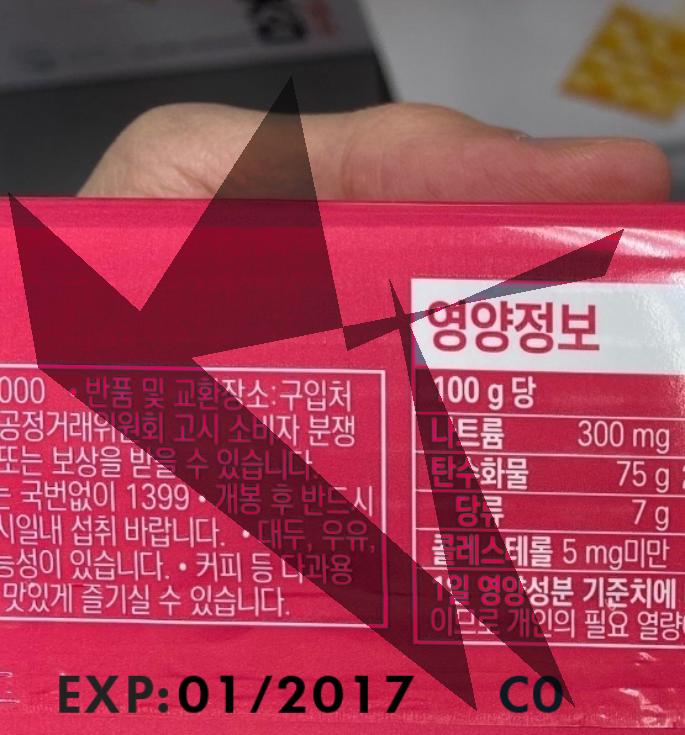 000 • 반품 및 교환장소:구입처
공정거래위원회 고시 소비자 분쟁
또는 보상을 받을 수 있습니다.
국번없이 1399 • 개봉 후 반드시
시일내 섭취 바랍니다. • 대두, 우유,
능성이 있습니다. • 커피 등 다과용
맛있게 즐기실 수 있습니다.
영양정보
100 g 당
나트륨 300 mg
탄수화물 75 g
당류 7 g
콜레스테롤 5 mg미만
1일 영양성분 기준치에
이므로 개인의 필요 열량
EXP:01/2017 CO